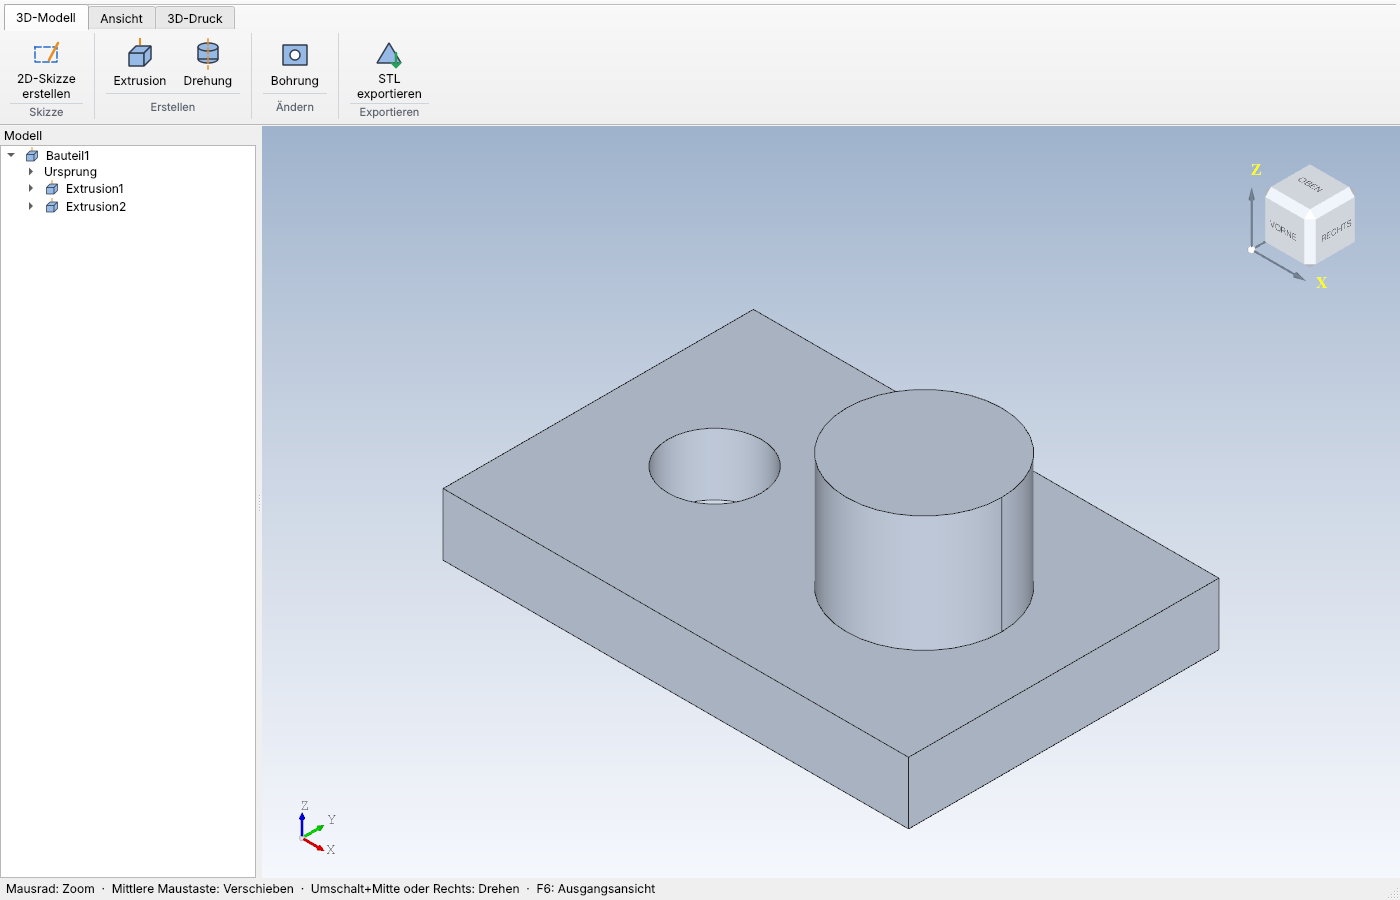 3D-Modell
Ansicht
3D-Druck
2D-Skizze
erstellen
Extrusion
Drehung
Bohrung
STL
exportieren
Skizze
Erstellen
Ändern
Exportieren
Modell
Bauteil1
Ursprung
Extrusion1
Extrusion2
Z
OBEN
VORNE
RECHTS
X
Z
Y
X
Mausrad: Zoom · Mittlere Maustaste: Verschieben · Umschalt+Mitte oder Rechts: Drehen · F6: Ausgangsansicht